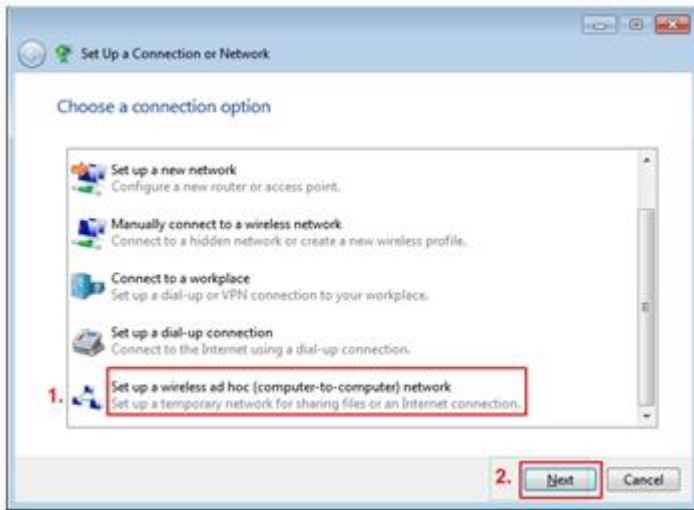 Set Up a Connection or Network
Choose a connection option
Set up a new network
Configure a new router or access point.
Manually connect to a wireless network
Connect to a hidden network or create a new wireless profile.
Connect to a workplace
Set up a dial-up or VPN connection to your workplace.
Set up a dial-up connection
Connect to the Internet using a dial-up connection.
1. Set up a wireless ad hoc (computer-to-computer) network
Set up a temporary network for sharing files or an Internet connection.
2. Next Cancel